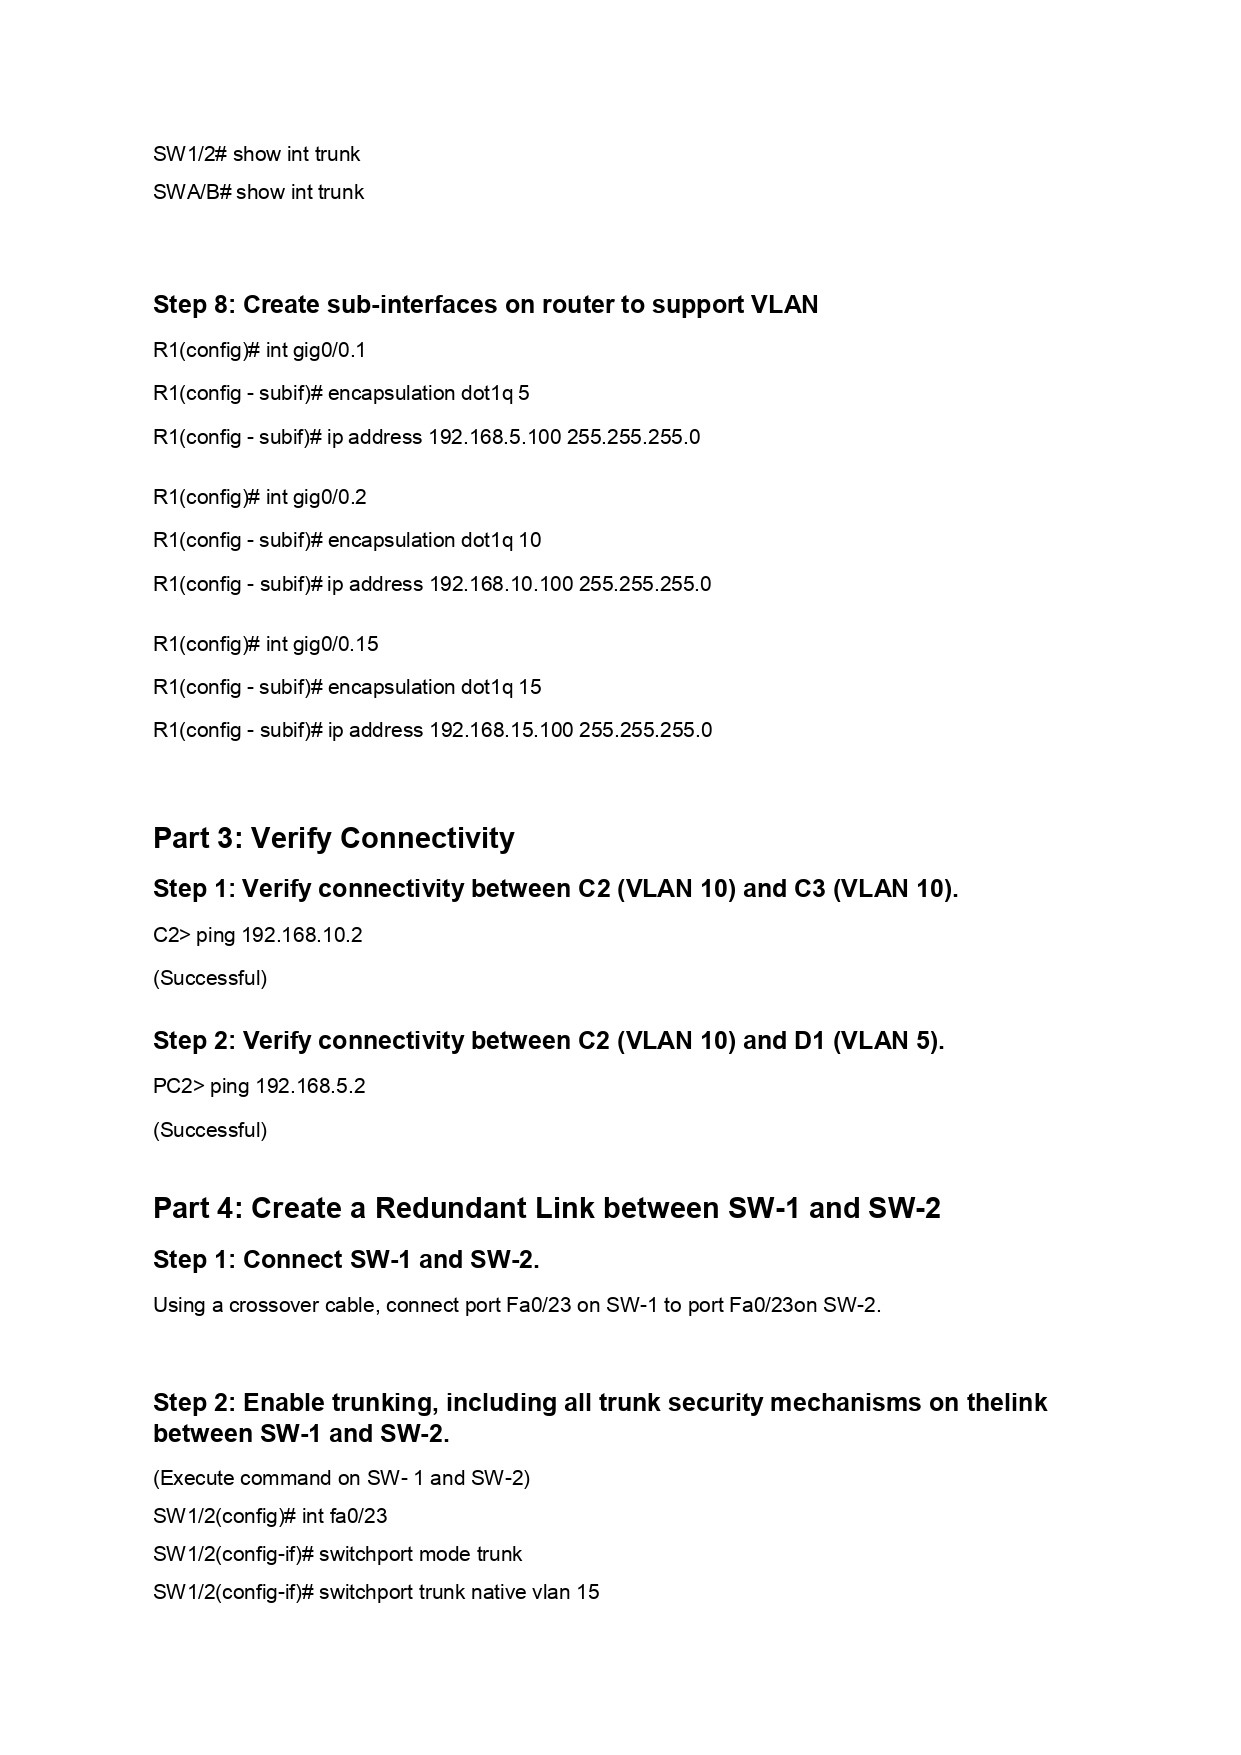 SW1/2# show int trunk
SWA/B# show int trunk
Step 8: Create sub-interfaces on router to support VLAN
R1(config)# int gig0/0.1
R1(config - subif)# encapsulation dot1q 5
R1(config - subif)# ip address 192.168.5.100 255.255.255.0
R1(config)# int gig0/0.2
R1(config - subif)# encapsulation dot1q 10
R1(config - subif)# ip address 192.168.10.100 255.255.255.0
R1(config)# int gig0/0.15
R1(config - subif)# encapsulation dot1q 15
R1(config - subif)# ip address 192.168.15.100 255.255.255.0
Part 3: Verify Connectivity
Step 1: Verify connectivity between C2 (VLAN 10) and C3 (VLAN 10).
C2> ping 192.168.10.2
(Successful)
Step 2: Verify connectivity between C2 (VLAN 10) and D1 (VLAN 5).
PC2> ping 192.168.5.2
(Successful)
Part 4: Create a Redundant Link between SW-1 and SW-2
Step 1: Connect SW-1 and SW-2.
Using a crossover cable, connect port Fa0/23 on SW-1 to port Fa0/23on SW-2.
Step 2: Enable trunking, including all trunk security mechanisms on thelink
between SW-1 and SW-2.
(Execute command on SW- 1 and SW-2)
SW1/2(config)# int fa0/23
SW1/2(config-if)# switchport mode trunk
SW1/2(config-if)# switchport trunk native vlan 15